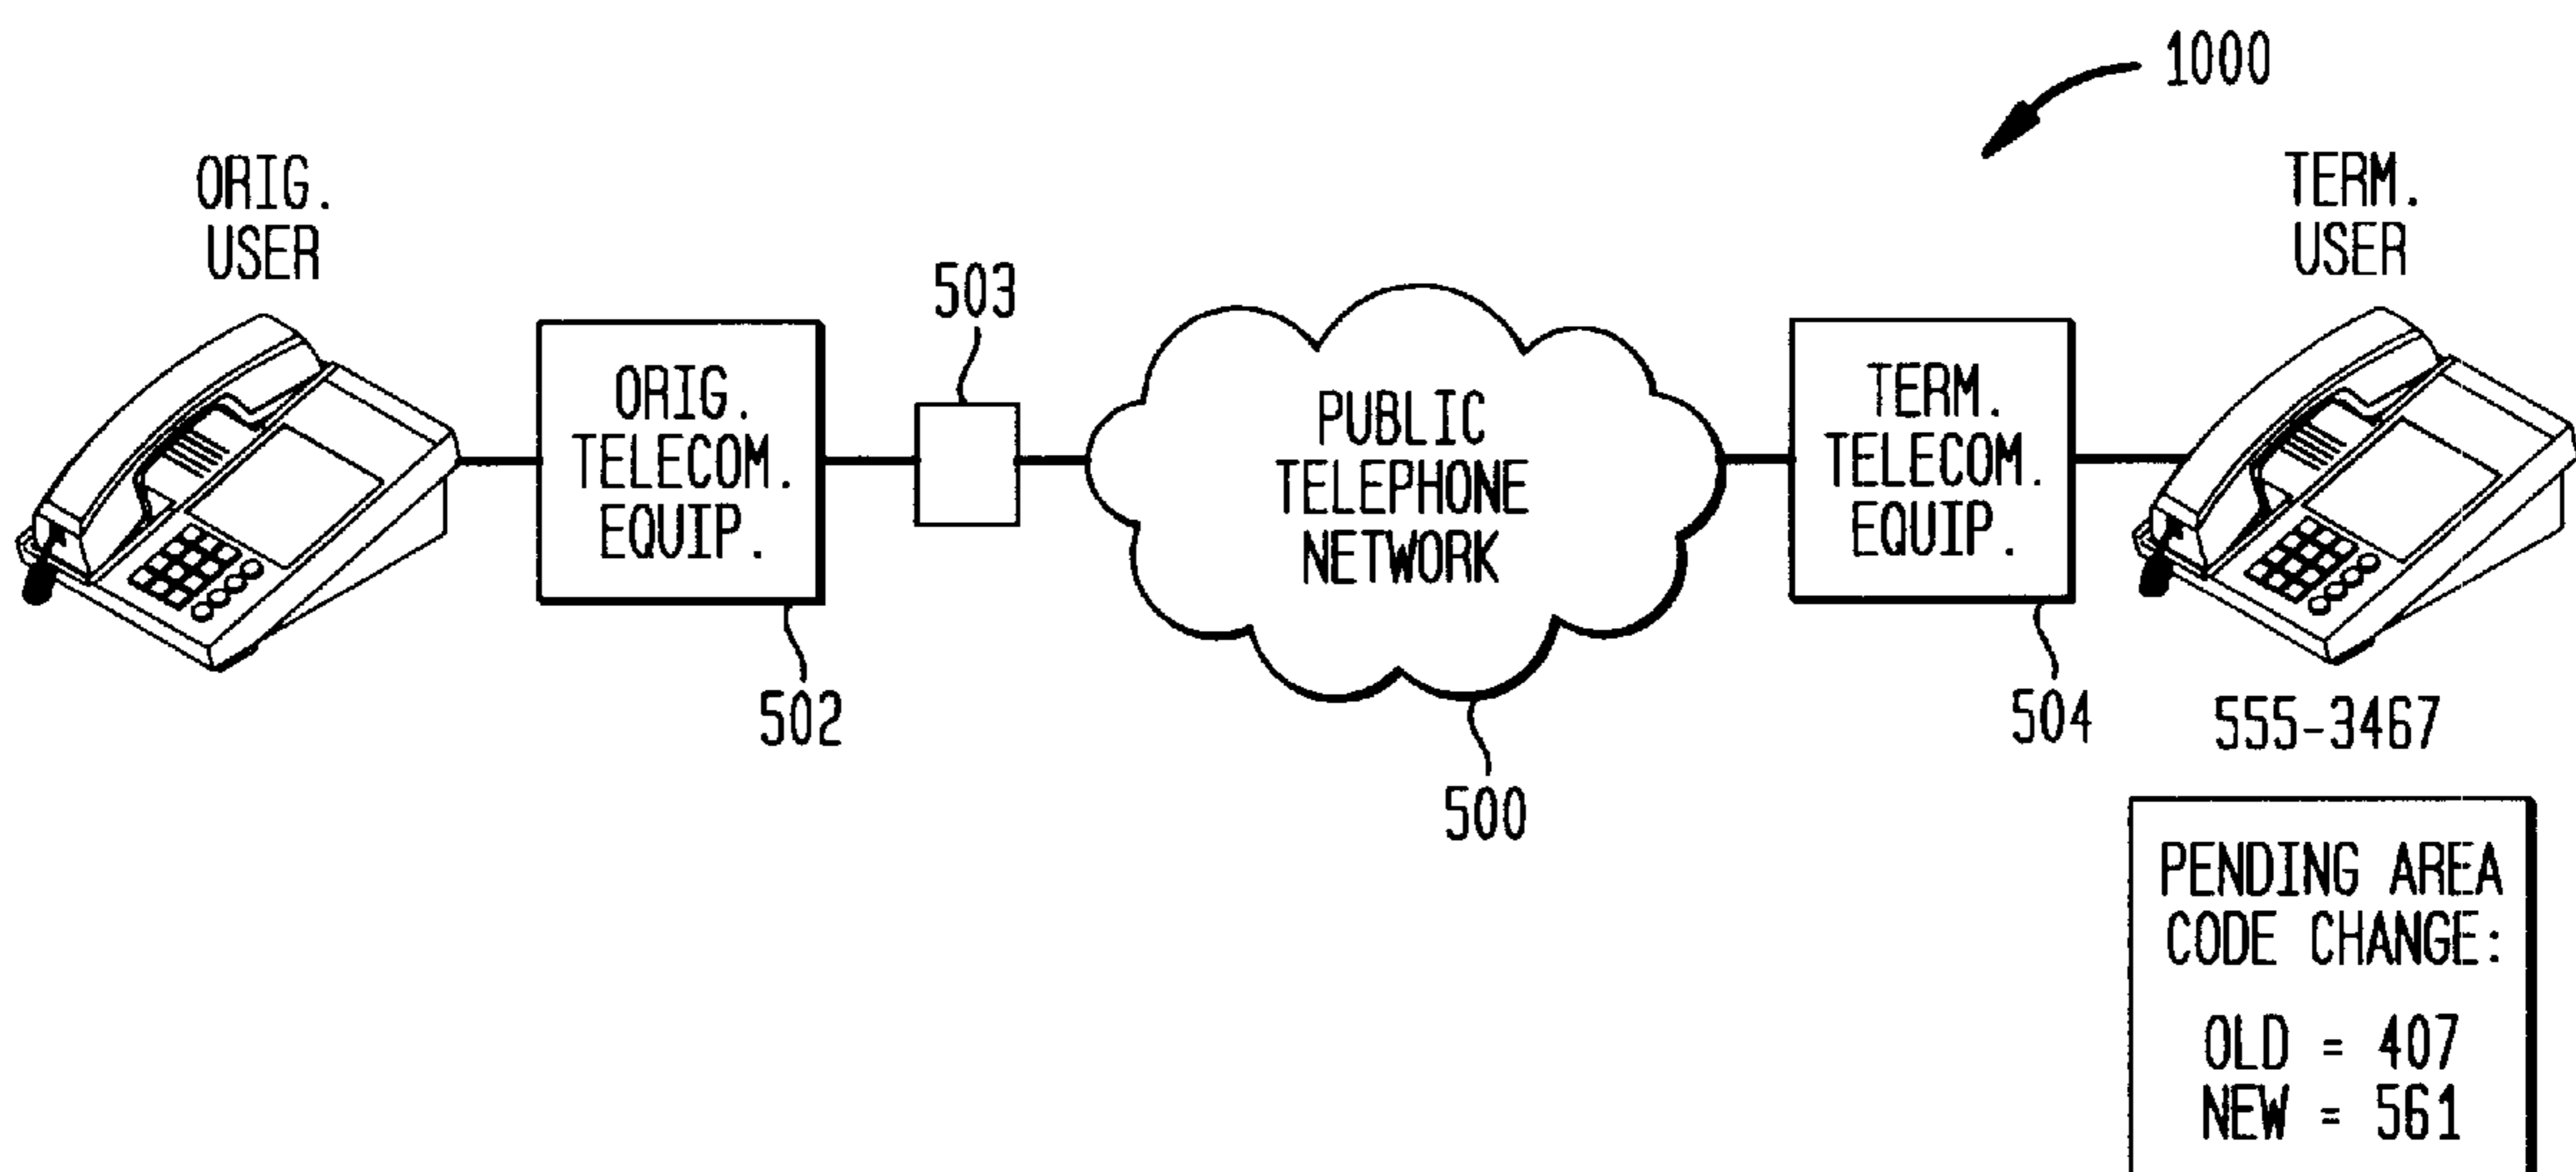 1000
ORIG.
USER
TERM.
USER
503
ORIG.
TELECOM.
EQUIP.
PUBLIC
TELEPHONE
NETWORK
TERM.
TELECOM.
EQUIP.
502
500
504
555-3467
PENDING AREA
CODE CHANGE:
OLD = 407
NEW = 561